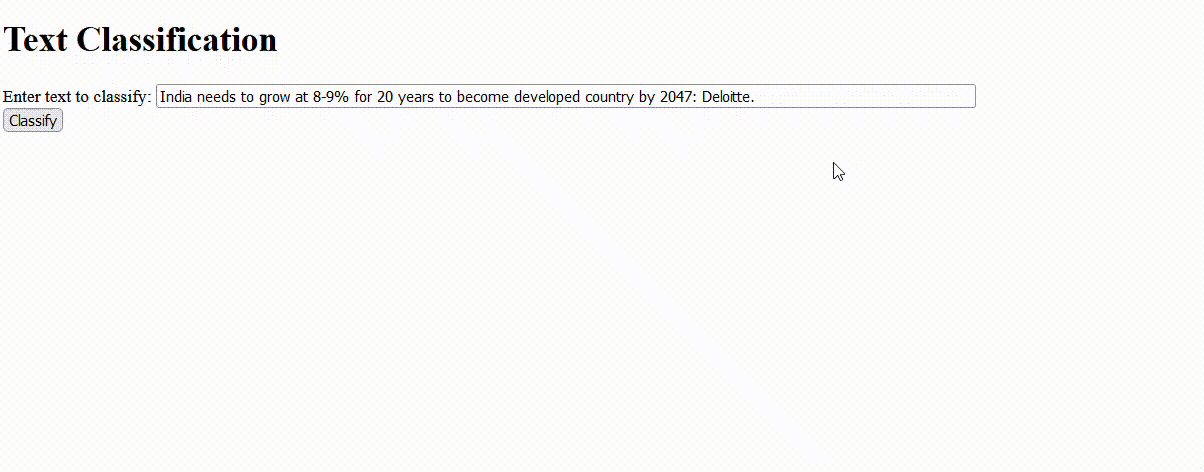 Text Classification
Enter text to classify: India needs to grow at 8-9% for 20 years to become developed country by 2047: Deloitte.
Classify